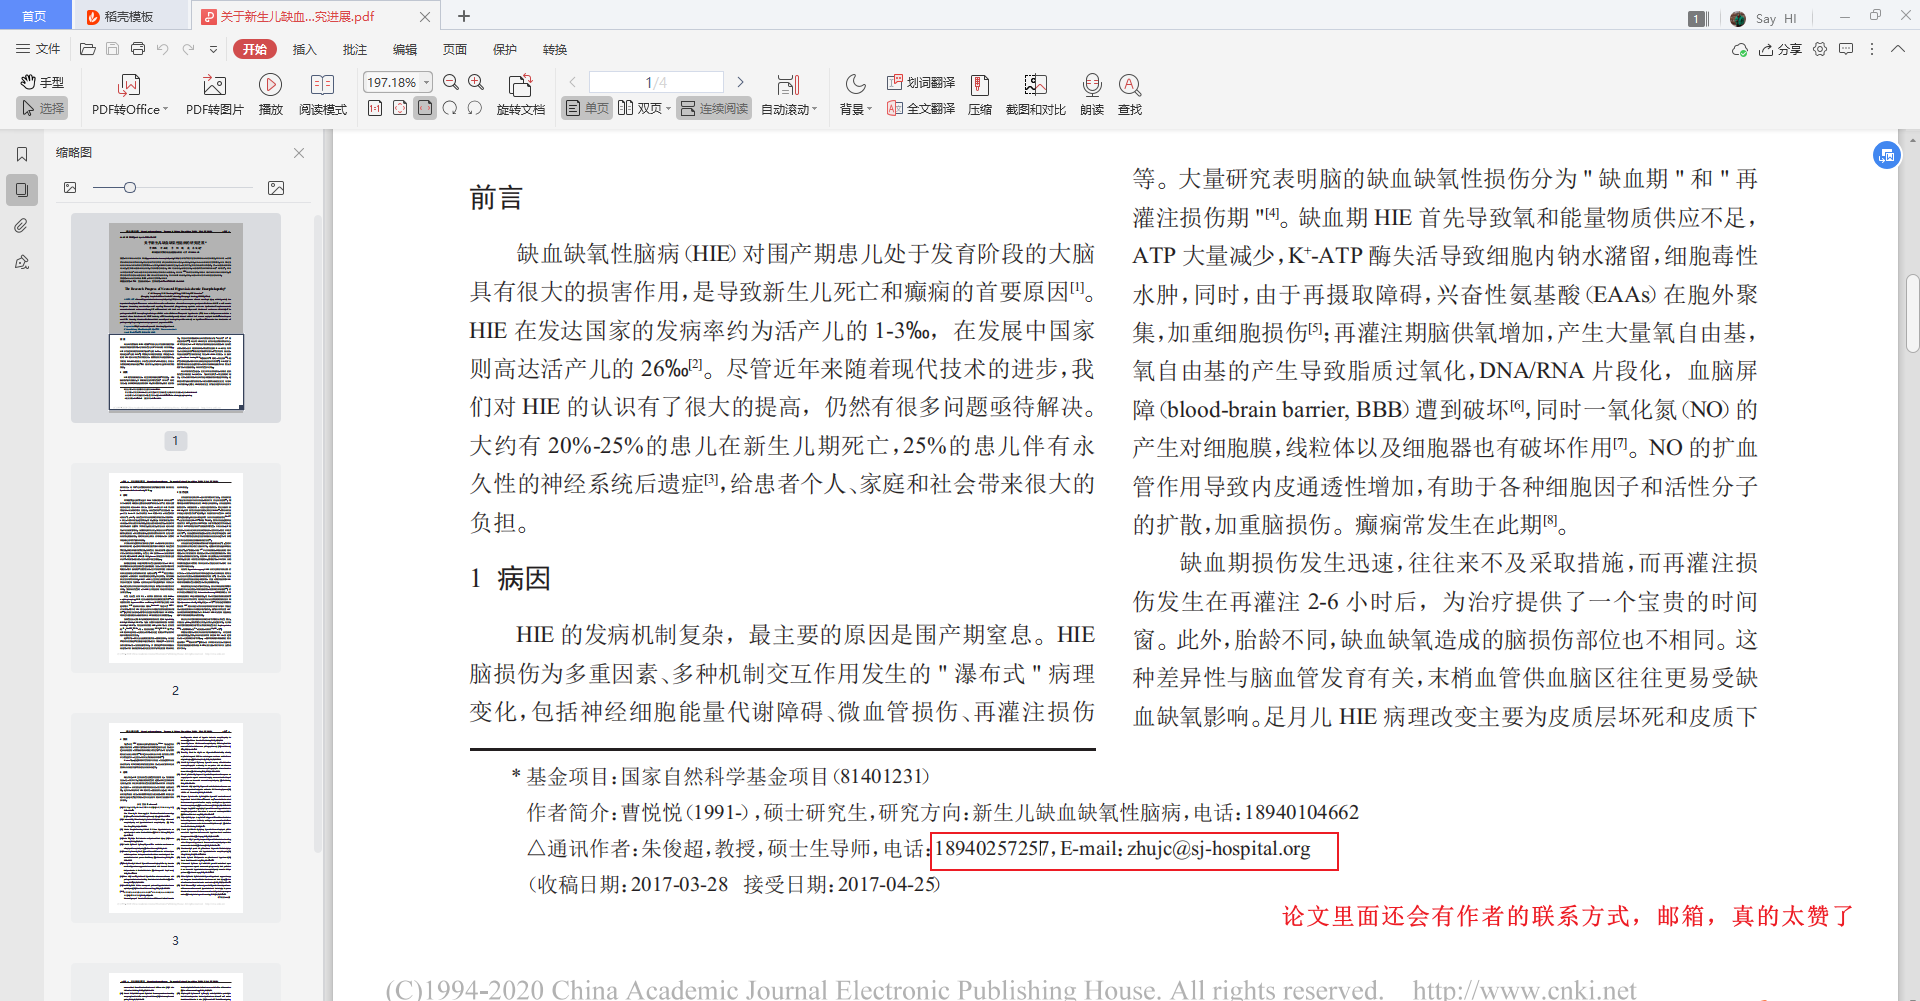 首页
稻壳模板
关于新生儿缺血...究进展.pdf
1
Say HI
文件
开始
插入
批注
编辑
页面
保护
转换
分享
手型
选择
PDF转Office
PDF转图片
播放
阅读模式
197.18%
旋转文档
1/4
单页
双页
连续阅读
自动滚动
背景
划词翻译
全文翻译
压缩
截图和对比
朗读
查找
缩略图
1
2
3
前言
缺血缺氧性脑病(HIE)对围产期患儿处于发育阶段的大脑
具有很大的损害作用,是导致新生儿死亡和癫痫的首要原因[1]。
HIE 在发达国家的发病率约为活产儿的 1-3‰，在发展中国家
则高达活产儿的 26‰[2]。尽管近年来随着现代技术的进步,我
们对 HIE 的认识有了很大的提高，仍然有很多问题亟待解决。
大约有 20%-25%的患儿在新生儿期死亡,25%的患儿伴有永
久性的神经系统后遗症[3],给患者个人、家庭和社会带来很大的
负担。
1 病因
HIE 的发病机制复杂，最主要的原因是围产期窒息。HIE
脑损伤为多重因素、多种机制交互作用发生的 " 瀑布式 " 病理
变化,包括神经细胞能量代谢障碍、微血管损伤、再灌注损伤
等。大量研究表明脑的缺血缺氧性损伤分为 " 缺血期 " 和 " 再
灌注损伤期 "[4]。缺血期 HIE 首先导致氧和能量物质供应不足，
ATP 大量减少,K+-ATP 酶失活导致细胞内钠水潴留,细胞毒性
水肿,同时,由于再摄取障碍,兴奋性氨基酸(EAAs)在胞外聚
集,加重细胞损伤[5];再灌注期脑供氧增加,产生大量氧自由基,
氧自由基的产生导致脂质过氧化,DNA/RNA 片段化，血脑屏
障(blood-brain barrier, BBB)遭到破坏[6],同时一氧化氮(NO)的
产生对细胞膜,线粒体以及细胞器也有破坏作用[7]。NO 的扩血
管作用导致内皮通透性增加,有助于各种细胞因子和活性分子
的扩散,加重脑损伤。癫痫常发生在此期[8]。
缺血期损伤发生迅速,往往来不及采取措施,而再灌注损
伤发生在再灌注 2-6 小时后，为治疗提供了一个宝贵的时间
窗。此外,胎龄不同,缺血缺氧造成的脑损伤部位也不相同。这
种差异性与脑血管发育有关,末梢血管供血脑区往往更易受缺
血缺氧影响。足月儿 HIE 病理改变主要为皮质层坏死和皮质下
* 基金项目:国家自然科学基金项目(81401231)
作者简介:曹悦悦(1991-),硕士研究生,研究方向:新生儿缺血缺氧性脑病,电话:18940104662
△通讯作者:朱俊超,教授,硕士生导师,电话:18940257257,E-mail:zhujc@sj-hospital.org
(收稿日期:2017-03-28 接受日期:2017-04-25)
论文里面还会有作者的联系方式，邮箱，真的太赞了
(C)1994-2020 China Academic Journal Electronic Publishing House. All rights reserved. http://www.cnki.net